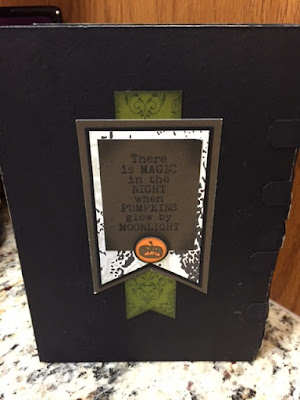 There
is MAGIC
in the
NIGHT
when
PUMPKINS
glow by
MOONLIGHT